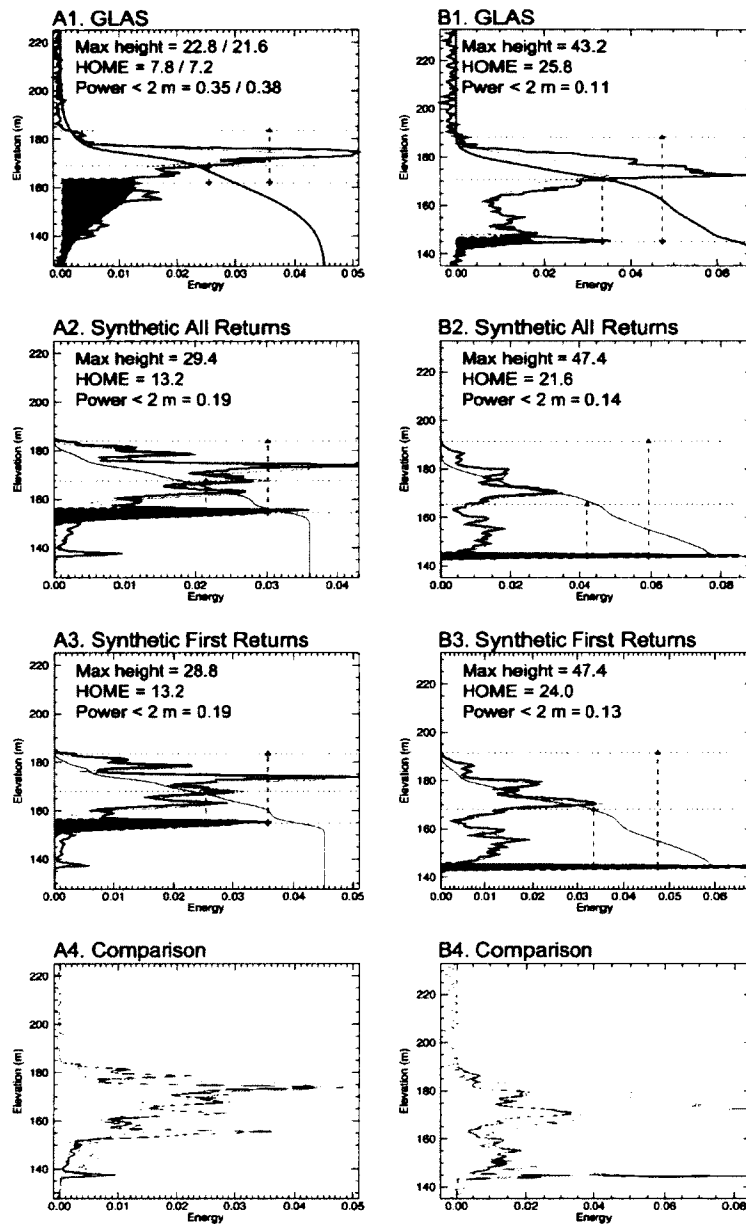 A1. GLAS
Max height = 22.8 / 21.6
HOME = 7.8 / 7.2
Power < 2 m = 0.35 / 0.38
Elevation (m)
220
200
180
160
140
0.00 0.01 0.02 0.03 0.04 0.05
Energy
B1. GLAS
Max height = 43.2
HOME = 25.8
Pwer < 2 m = 0.11
Elevation (m)
220
200
180
160
140
0.00 0.02 0.04 0.06
Energy
A2. Synthetic All Returns
Max height = 29.4
HOME = 13.2
Power < 2 m = 0.19
Elevation (m)
220
200
180
160
140
0.00 0.01 0.02 0.03 0.04
Energy
B2. Synthetic All Returns
Max height = 47.4
HOME = 21.6
Power < 2 m = 0.14
Elevation (m)
220
200
180
160
140
0.00 0.02 0.04 0.06 0.08
Energy
A3. Synthetic First Returns
Max height = 28.8
HOME = 13.2
Power < 2 m = 0.19
Elevation (m)
220
200
180
160
140
0.00 0.01 0.02 0.03 0.04 0.05
Energy
B3. Synthetic First Returns
Max height = 47.4
HOME = 24.0
Power < 2 m = 0.13
Elevation (m)
220
200
180
160
140
0.00 0.01 0.02 0.03 0.04 0.05 0.06
Energy
A4. Comparison
Elevation (m)
220
200
180
160
140
0.00 0.01 0.02 0.03 0.04 0.05
Energy
B4. Comparison
Elevation (m)
220
200
180
160
140
0.00 0.02 0.04 0.06 0.08
Energy